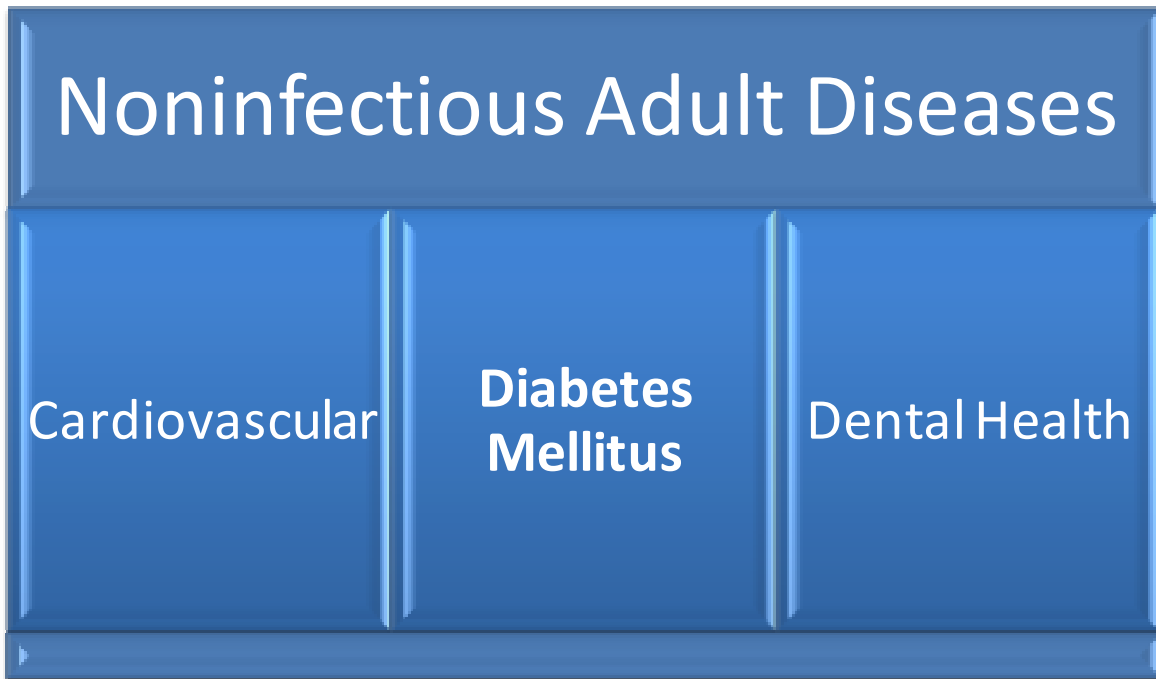 Noninfectious Adult Diseases
Cardiovascular
Diabetes
Mellitus
Dental Health